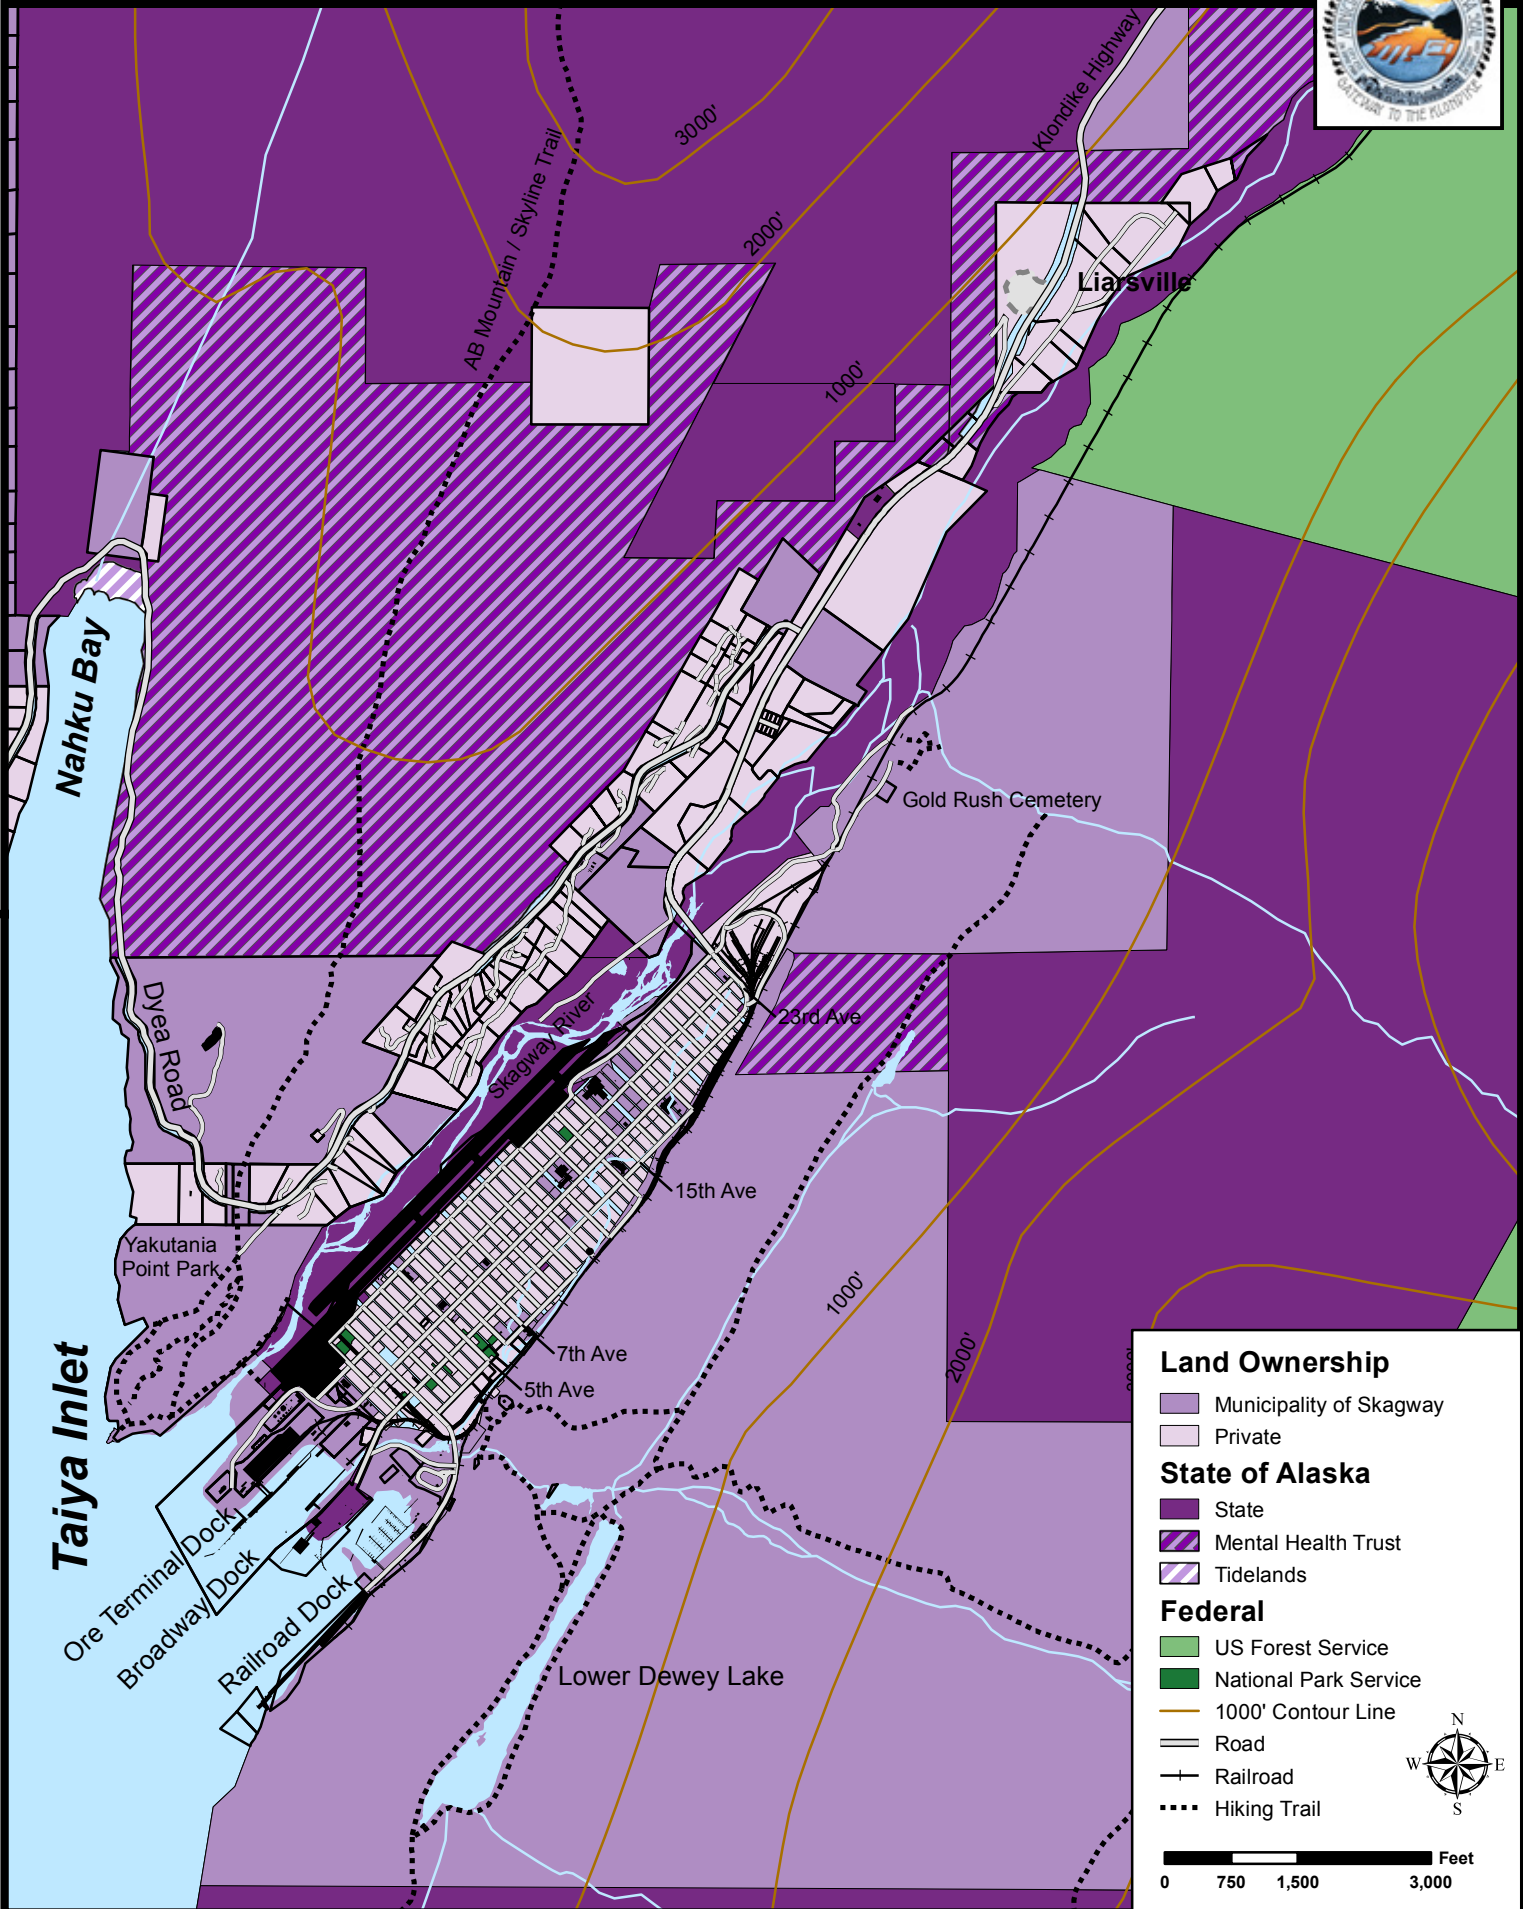 GATEWAY TO THE KLONDIKE
Klondike Highway
3000'
AB Mountain / Skyline Trail
2000'
Liarsville
1000'
Nahku Bay
Gold Rush Cemetery
Dyea Road
Skagway River
23rd Ave
15th Ave
Yakutania
Point Park
1000'
7th Ave
2000'
5th Ave
Taiya Inlet
Ore Terminal Dock
Broadway Dock
Railroad Dock
Lower Dewey Lake
Land Ownership
Municipality of Skagway
Private
State of Alaska
State
Mental Health Trust
Tidelands
Federal
US Forest Service
National Park Service
1000' Contour Line
Road
Railroad
Hiking Trail
N
W E
S
Feet
0 750 1,500 3,000